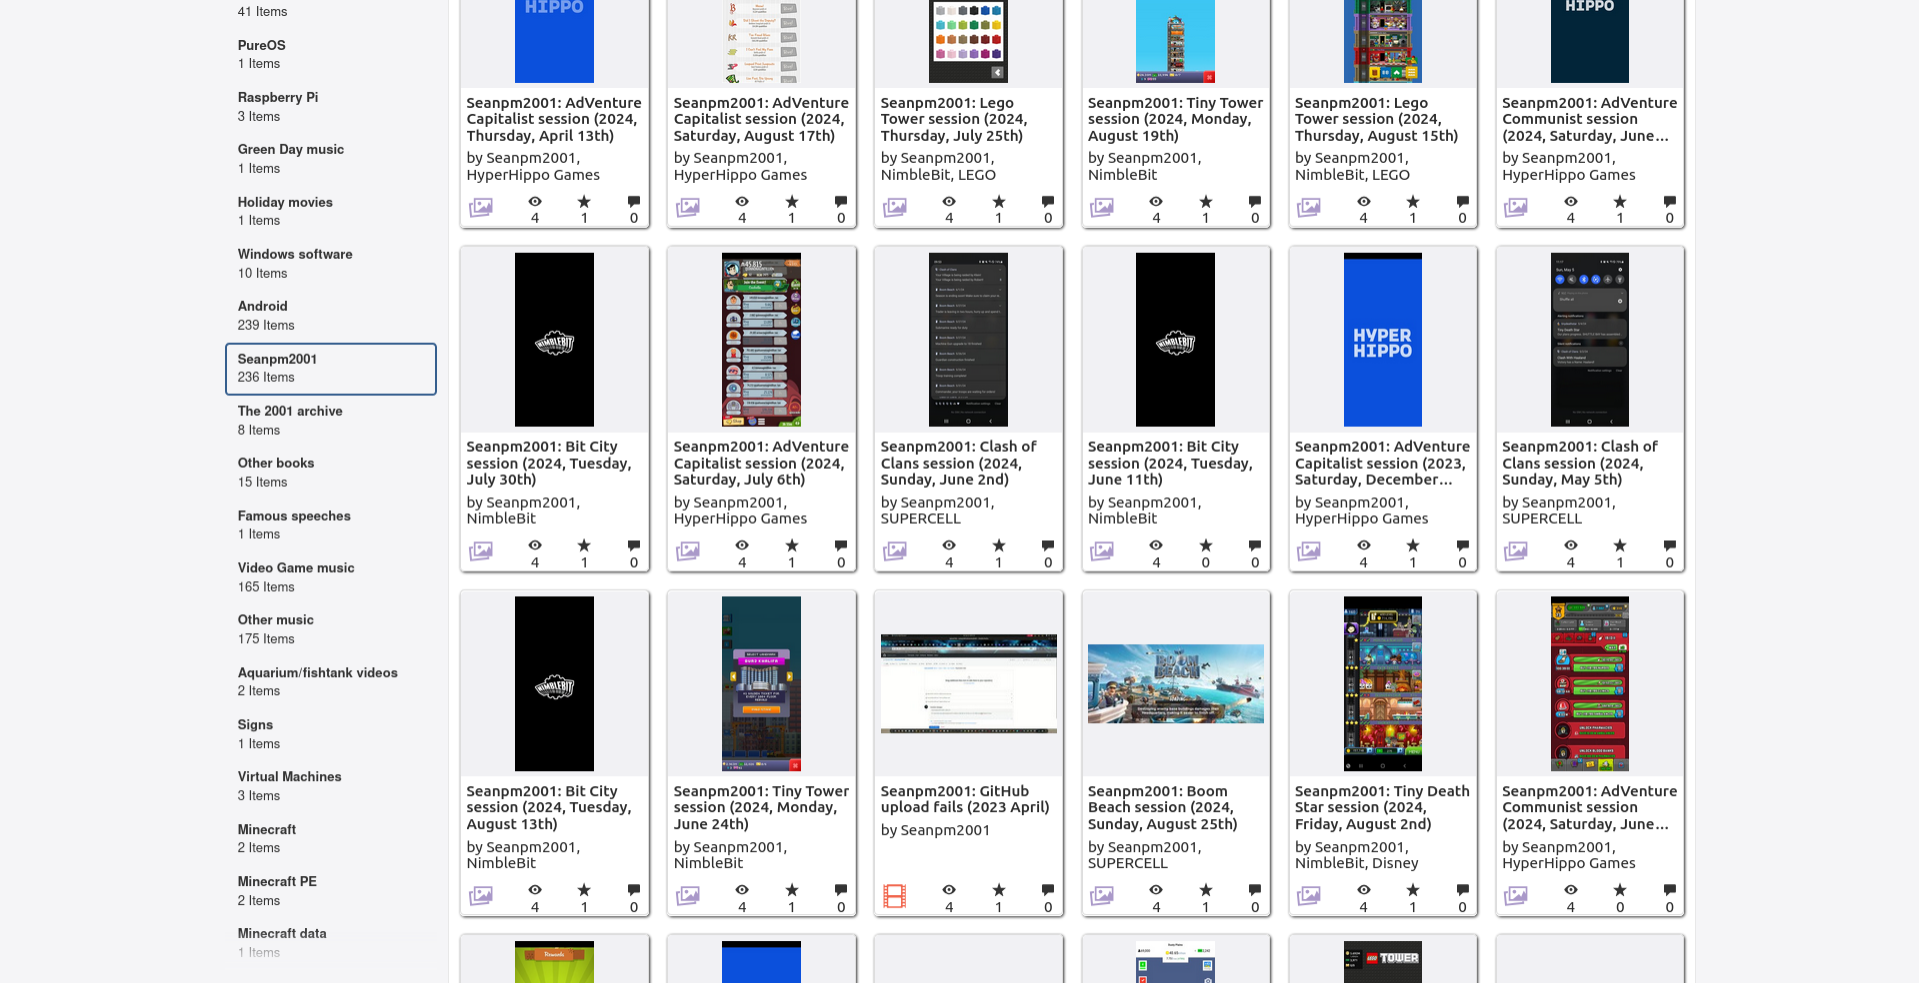 41 Items
PureOS
1 Items
Raspberry Pi
3 Items
Green Day music
1 Items
Holiday movies
1 Items
Windows software
10 Items
Android
239 Items
Seanpm2001
236 Items
The 2001 archive
8 Items
Other books
15 Items
Famous speeches
1 Items
Video Game music
165 Items
Other music
175 Items
Aquarium/fishtank videos
2 Items
Signs
1 Items
Virtual Machines
3 Items
Minecraft
2 Items
Minecraft PE
2 Items
Minecraft data
1 Items
HIPPO
Seanpm2001: AdVenture
Capitalist session (2024,
Thursday, April 13th)
by Seanpm2001,
HyperHippo Games
4 1 0
Seanpm2001: AdVenture
Capitalist session (2024,
Saturday, August 17th)
by Seanpm2001,
HyperHippo Games
4 1 0
Seanpm2001: Lego
Tower session (2024,
Thursday, July 25th)
by Seanpm2001,
NimbleBit, LEGO
4 1 0
Seanpm2001: Tiny Tower
session (2024, Monday,
August 19th)
by Seanpm2001,
NimbleBit
4 1 0
Seanpm2001: Lego
Tower session (2024,
Thursday, August 15th)
by Seanpm2001,
NimbleBit, LEGO
4 1 0
HIPPO
Seanpm2001: AdVenture
Communist session
(2024, Saturday, June...
by Seanpm2001,
HyperHippo Games
4 1 0
NIMBLEBIT
Seanpm2001: Bit City
session (2024, Tuesday,
July 30th)
by Seanpm2001,
NimbleBit
4 1 0
Seanpm2001: AdVenture
Capitalist session (2024,
Saturday, July 6th)
by Seanpm2001,
HyperHippo Games
4 1 0
Seanpm2001: Clash of
Clans session (2024,
Sunday, June 2nd)
by Seanpm2001,
SUPERCELL
4 1 0
NIMBLEBIT
Seanpm2001: Bit City
session (2024, Tuesday,
June 11th)
by Seanpm2001,
NimbleBit
4 0 0
HYPER
HIPPO
Seanpm2001: AdVenture
Capitalist session (2023,
Saturday, December...
by Seanpm2001,
HyperHippo Games
4 1 0
Sun, May 5
Seanpm2001: Clash of
Clans session (2024,
Sunday, May 5th)
by Seanpm2001,
SUPERCELL
4 1 0
NIMBLEBIT
Seanpm2001: Bit City
session (2024, Tuesday,
August 13th)
by Seanpm2001,
NimbleBit
4 1 0
Seanpm2001: Tiny Tower
session (2024, Monday,
June 24th)
by Seanpm2001,
NimbleBit
4 1 0
Seanpm2001: GitHub
upload fails (2023 April)
by Seanpm2001
4 1 0
BOOM
BEACH
Seanpm2001: Boom
Beach session (2024,
Sunday, August 25th)
by Seanpm2001,
SUPERCELL
4 1 0
Seanpm2001: Tiny Death
Star session (2024,
Friday, August 2nd)
by Seanpm2001,
NimbleBit, Disney
4 1 0
Seanpm2001: AdVenture
Communist session
(2024, Saturday, June...
by Seanpm2001,
HyperHippo Games
4 0 0
Rewards
LEGO TOWER